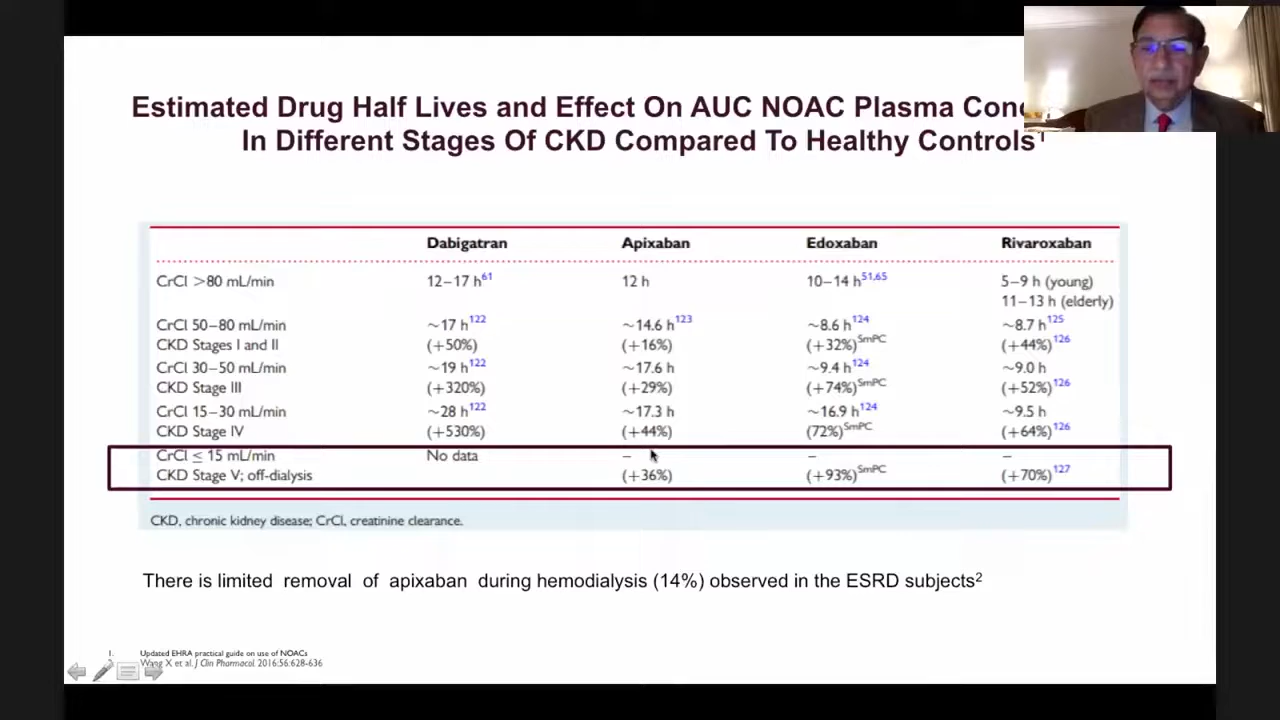 Estimated Drug Half Lives and Effect On AUC NOAC Plasma
In Different Stages Of CKD Compared To Healthy Controls1
Dabigatran Apixaban Edoxaban Rivaroxaban
CrCl >80 mL/min 12–17 h61 12 h 10–14 h51,65 5–9 h (young)
11–13 h (elderly)
CrCl 50–80 mL/min ~17 h122 ~14.6 h123 ~8.6 h124 ~8.7 h125
CKD Stages I and II (+50%) (+16%) (+32%)SmPC (+44%)126
CrCl 30–50 mL/min ~19 h122 ~17.6 h ~9.4 h124 ~9.0 h
CKD Stage III (+320%) (+29%) (+74%)SmPC (+52%)126
CrCl 15–30 mL/min ~28 h122 ~17.3 h ~16.9 h124 ~9.5 h
CKD Stage IV (+530%) (+44%) (72%)SmPC (+64%)126
CrCl ≤ 15 mL/min No data – – –
CKD Stage V; off-dialysis (+36%) (+93%)SmPC (+70%)127
CKD, chronic kidney disease; CrCl, creatinine clearance.
There is limited removal of apixaban during hemodialysis (14%) observed in the ESRD subjects2
1. Updated EHRA practical guide on use of NOACs
Wang X et al. J Clin Pharmacol 2016:56:628-636